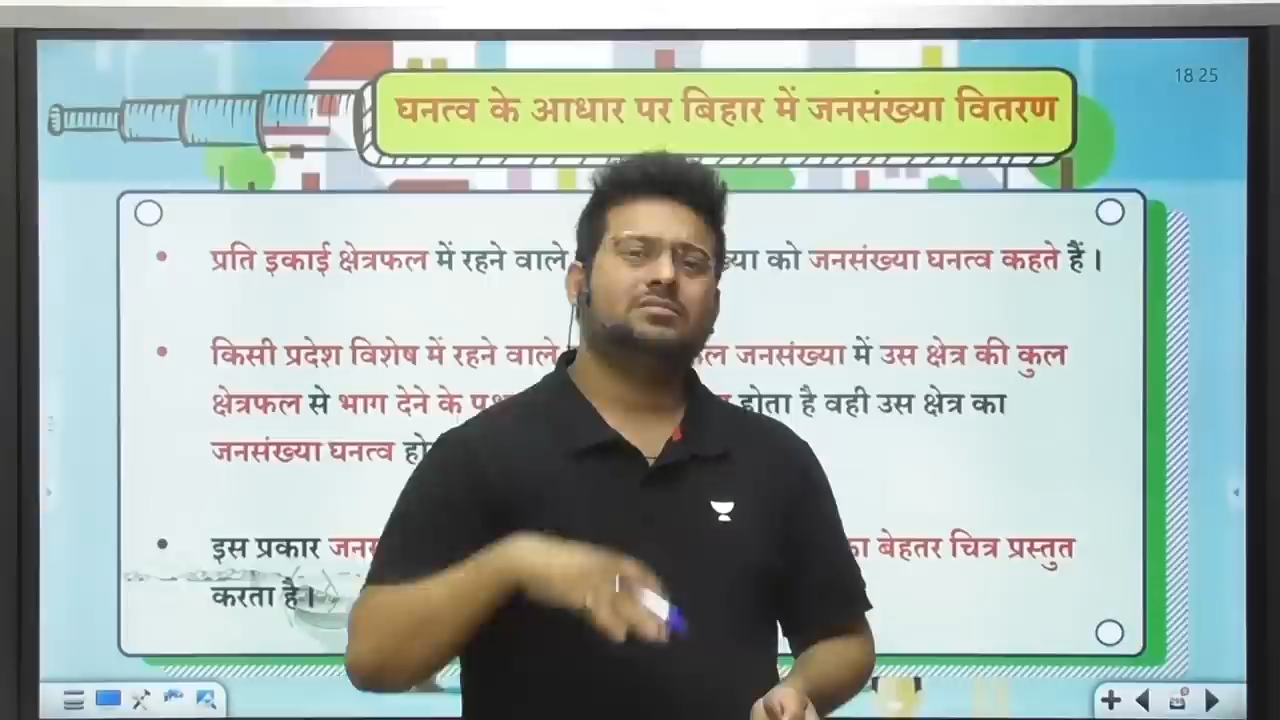 18 25
घनत्व के आधार पर बिहार में जनसंख्या वितरण
प्रति इकाई क्षेत्रफल में रहने वाले को जनसंख्या घनत्व कहते हैं।
किसी प्रदेश विशेष में रहने वाले जनसंख्या में उस क्षेत्र की कुल
क्षेत्रफल से भाग देने के होता है वही उस क्षेत्र का
जनसंख्या घनत्व
इस प्रकार बेहतर चित्र प्रस्तुत
करता है।